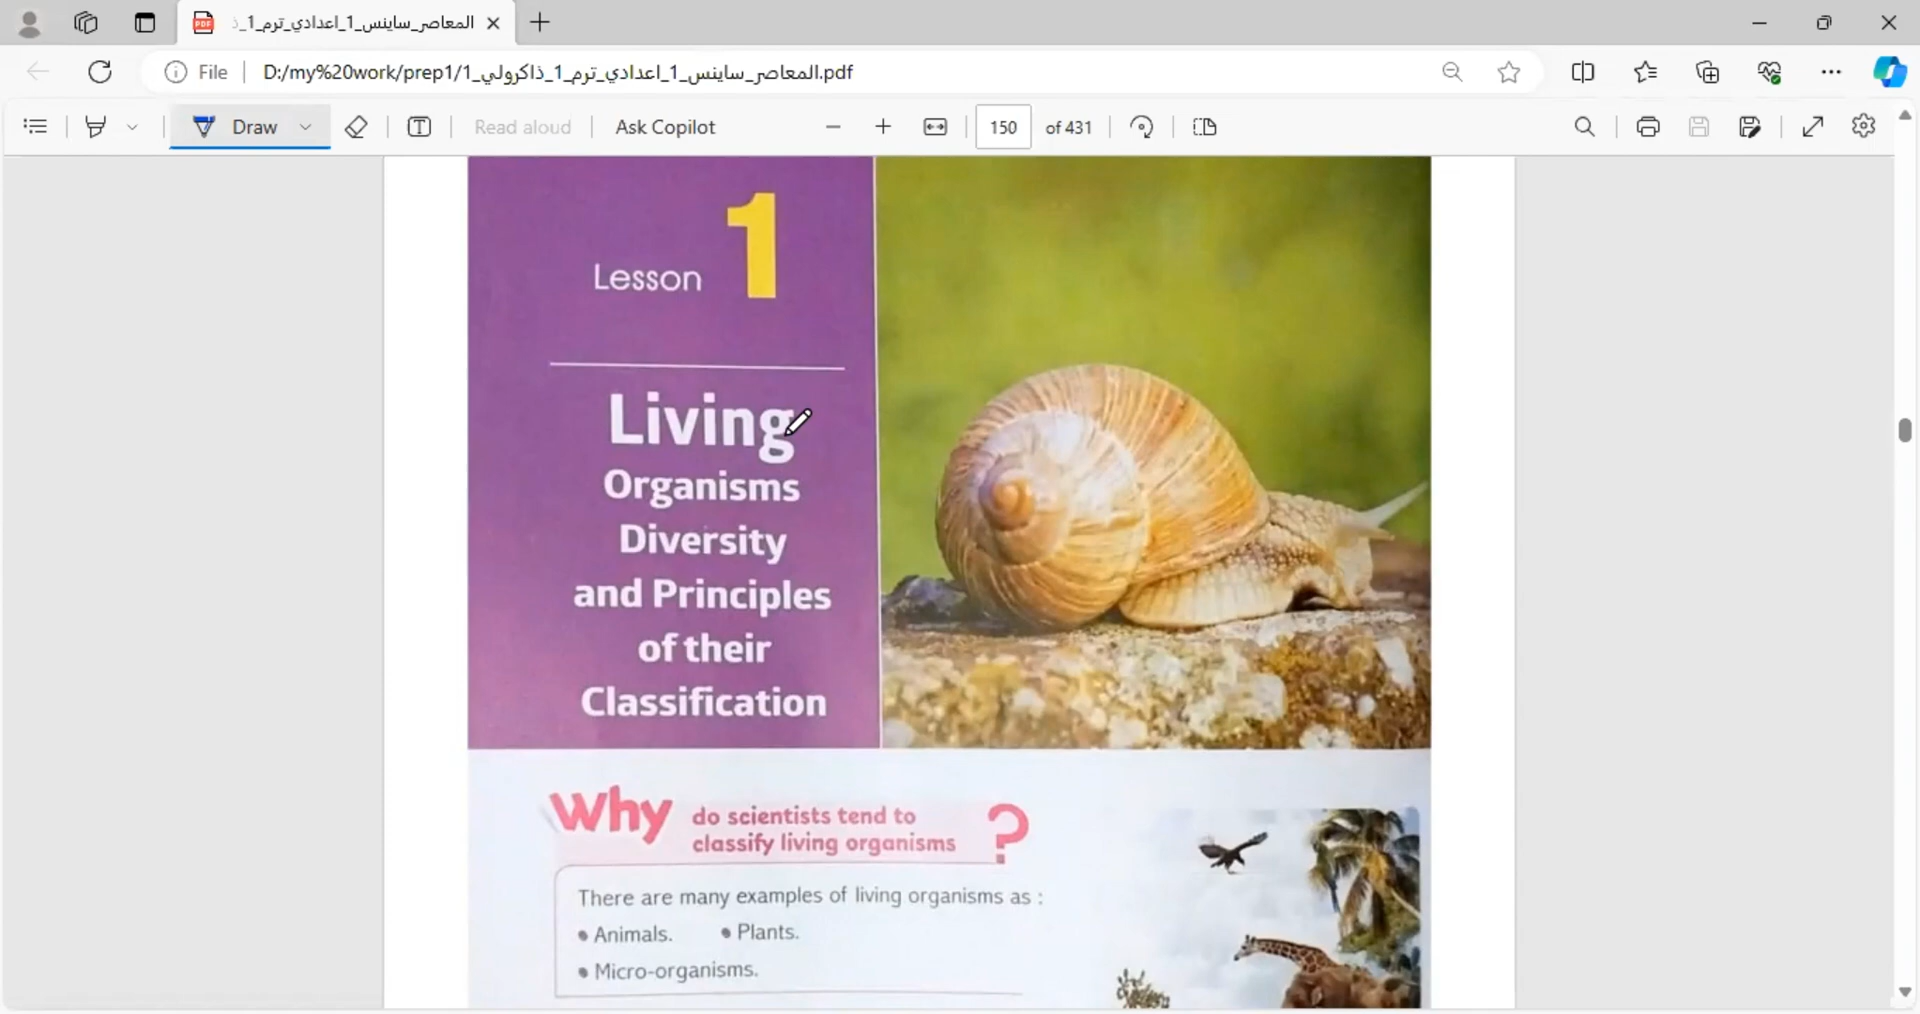 المعاصر_ساينس_1_اعدادي_ترم_1_ذ
File
D:/my%20work/prep1/المعاصر_ساينس_1_اعدادي_ترم_1_ذاكرولي_1.pdf
Draw
Read aloud
Ask Copilot
150
of 431
Lesson 1
Living
Organisms
Diversity
and Principles
of their
Classification
Why do scientists tend to
classify living organisms ?
There are many examples of living organisms as :
• Animals. • Plants.
• Micro-organisms.